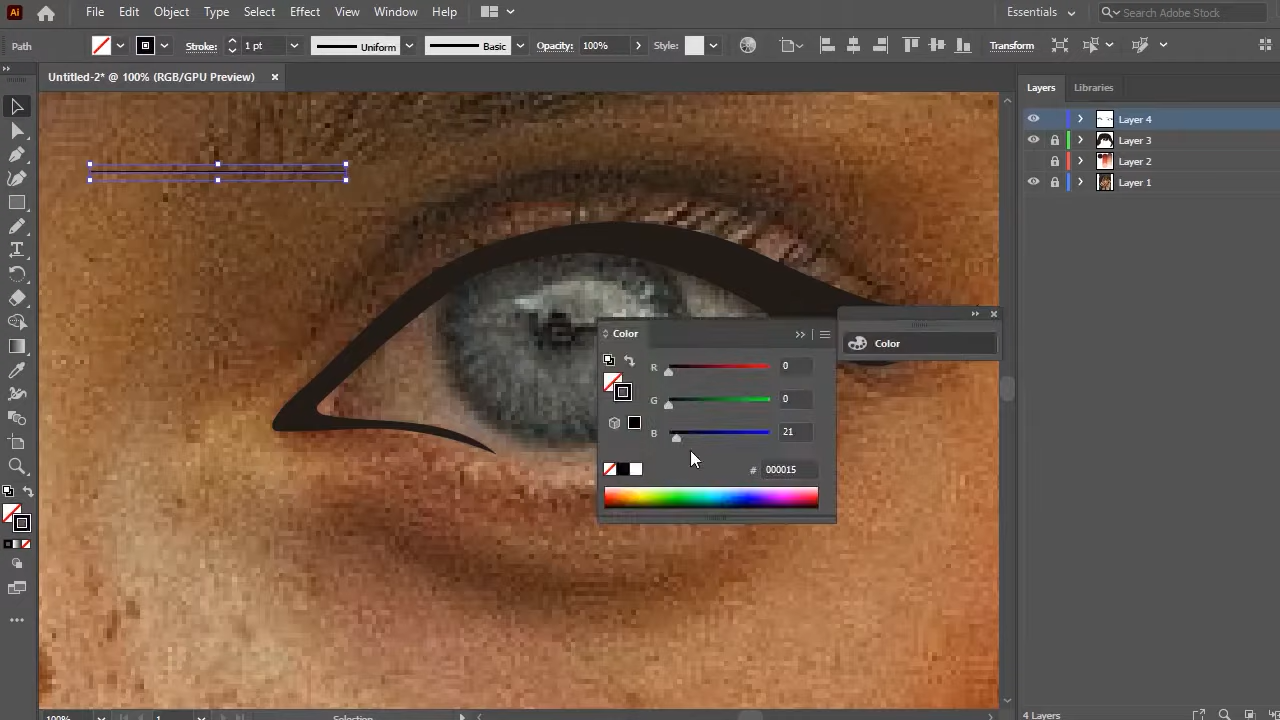 Ai File Edit Object Type Select Effect View Window Help Essentials Search Adobe Stock
Path Stroke: 1 pt Uniform Basic Opacity: 100% Style: Transform
Untitled-2* @ 100% (RGB/GPU Preview) ×
Layers Libraries
Layer 4
Layer 3
Layer 2
Layer 1
Color
Color
R 0
G 0
B 21
# 000015
100% 1 Selection
4 Layers